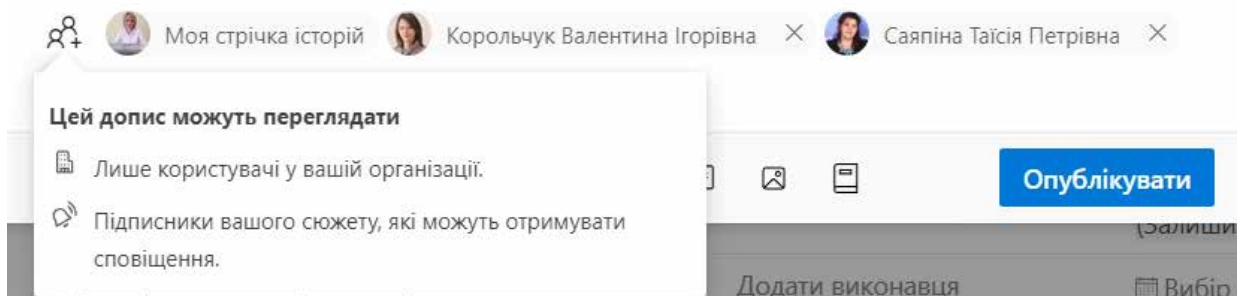 Моя стрічка історій Корольчук Валентина Ігорівна Саяпіна Таїсія Петрівна
Цей допис можуть переглядати
Лише користувачі у вашій організації.
Опублікувати
Підписники вашого сюжету, які можуть отримувати
сповіщення.
Додати виконавця
Вибір